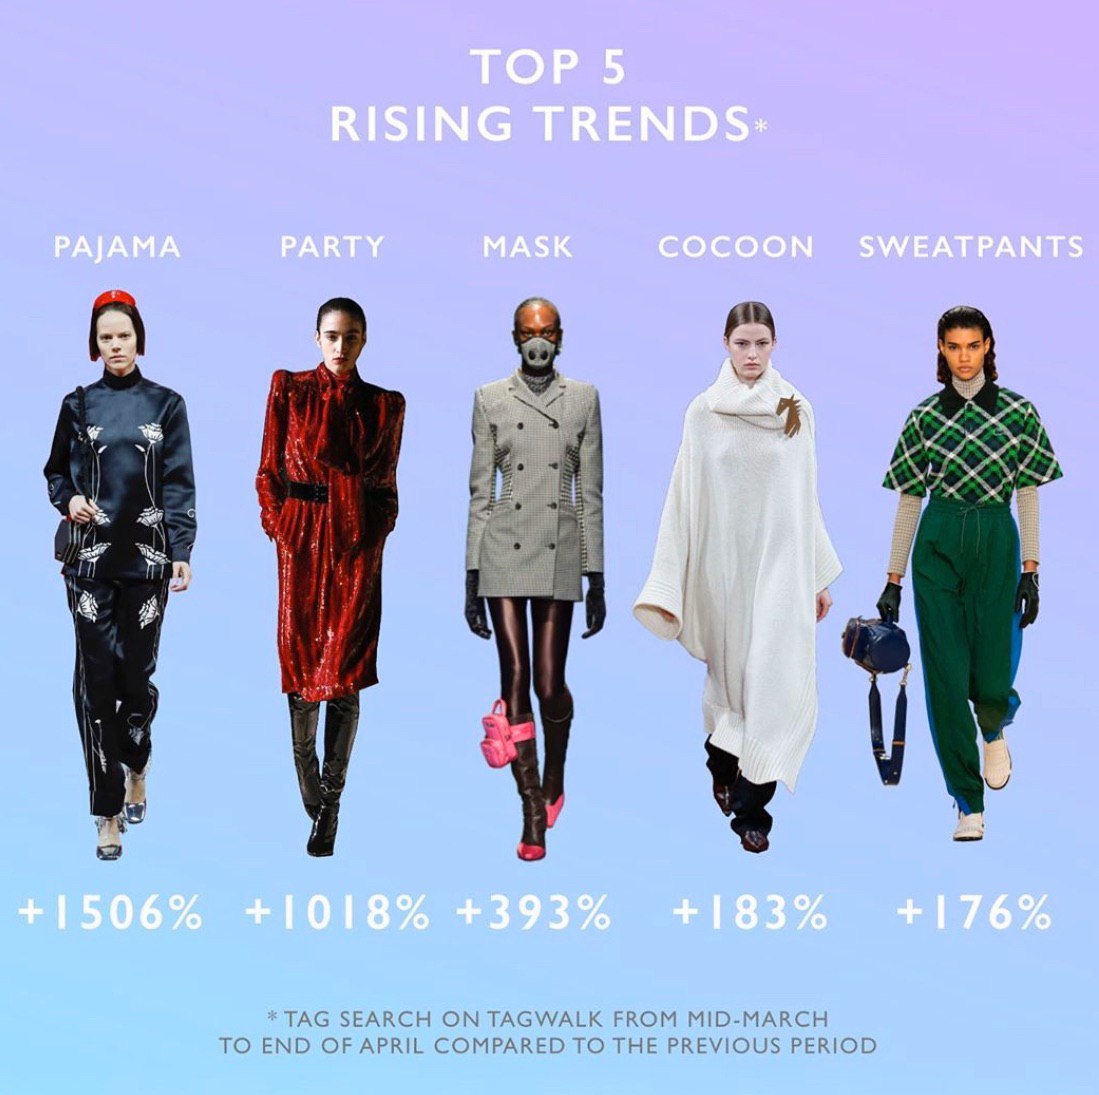 TOP 5
RISING TRENDS*
PAJAMA PARTY MASK COCOON SWEATPANTS
+1506% +1018% +393% +183% +176%
* TAG SEARCH ON TAGWALK FROM MID-MARCH
TO END OF APRIL COMPARED TO THE PREVIOUS PERIOD